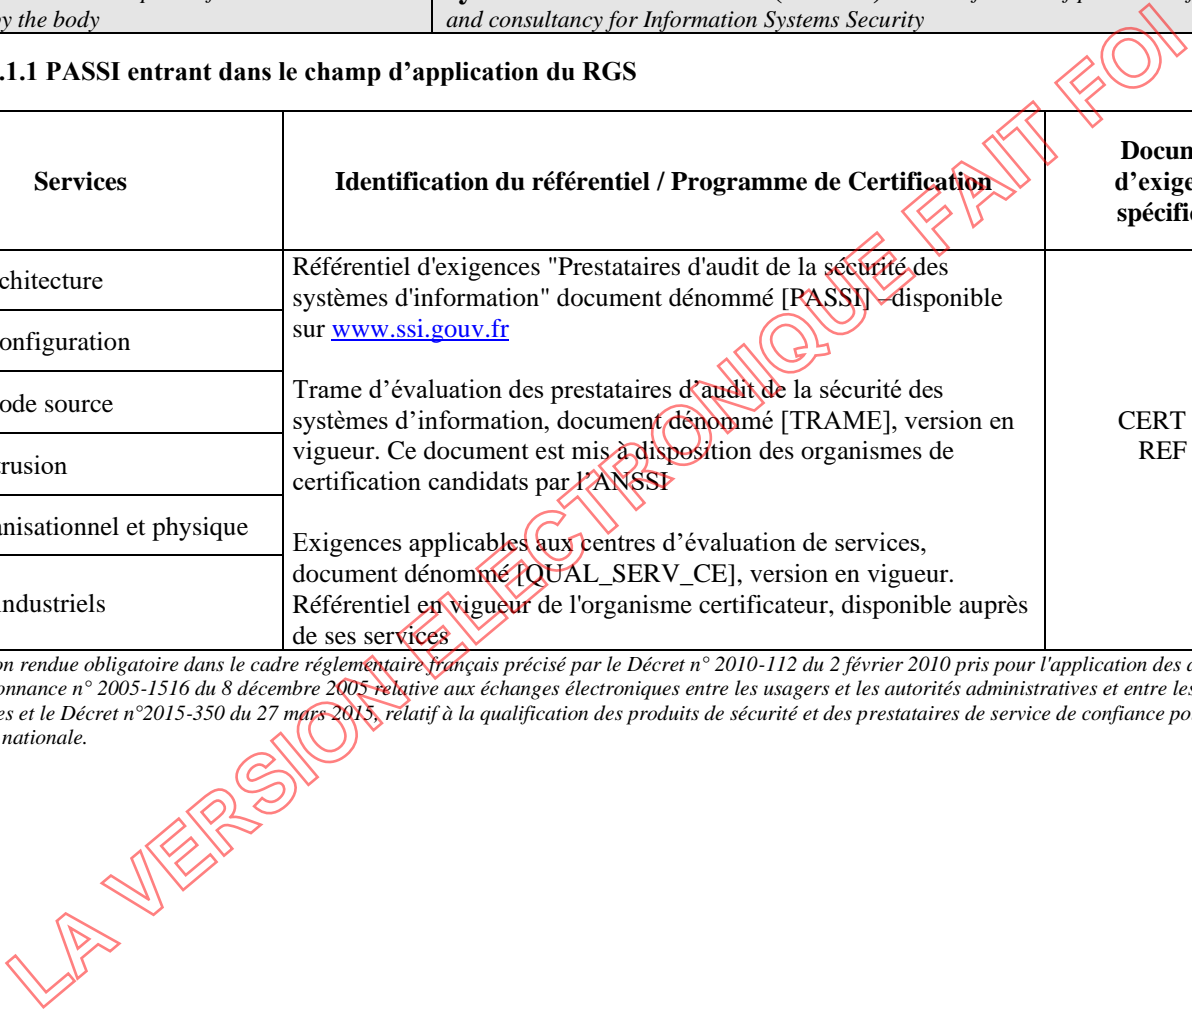 by the body
and consultancy for Information Systems Security
.1.1 PASSI entrant dans le champ d’application du RGS
Services
Identification du référentiel / Programme de Certification
Docum
d’exige
spécifi
chitecture
onfiguration
ode source
trusion
anisationnel et physique
industriels
Référentiel d'exigences "Prestataires d'audit de la sécurité des
systèmes d'information" document dénommé [PASSI] –disponible
sur www.ssi.gouv.fr
Trame d’évaluation des prestataires d’audit de la sécurité des
systèmes d’information, document dénommé [TRAME], version en
vigueur. Ce document est mis à disposition des organismes de
certification candidats par l’ANSSI
Exigences applicables aux centres d’évaluation de services,
document dénommé [QUAL_SERV_CE], version en vigueur.
Référentiel en vigueur de l'organisme certificateur, disponible auprès
de ses services
CERT
REF
on rendue obligatoire dans le cadre réglementaire français précisé par le Décret n° 2010-112 du 2 février 2010 pris pour l'application des
onnance n° 2005-1516 du 8 décembre 2005 relative aux échanges électroniques entre les usagers et les autorités administratives et entre les
es et le Décret n°2015-350 du 27 mars 2015, relatif à la qualification des produits de sécurité et des prestataires de service de confiance po
nationale.
LA VERSION ELECTRONIQUE FAIT FOI